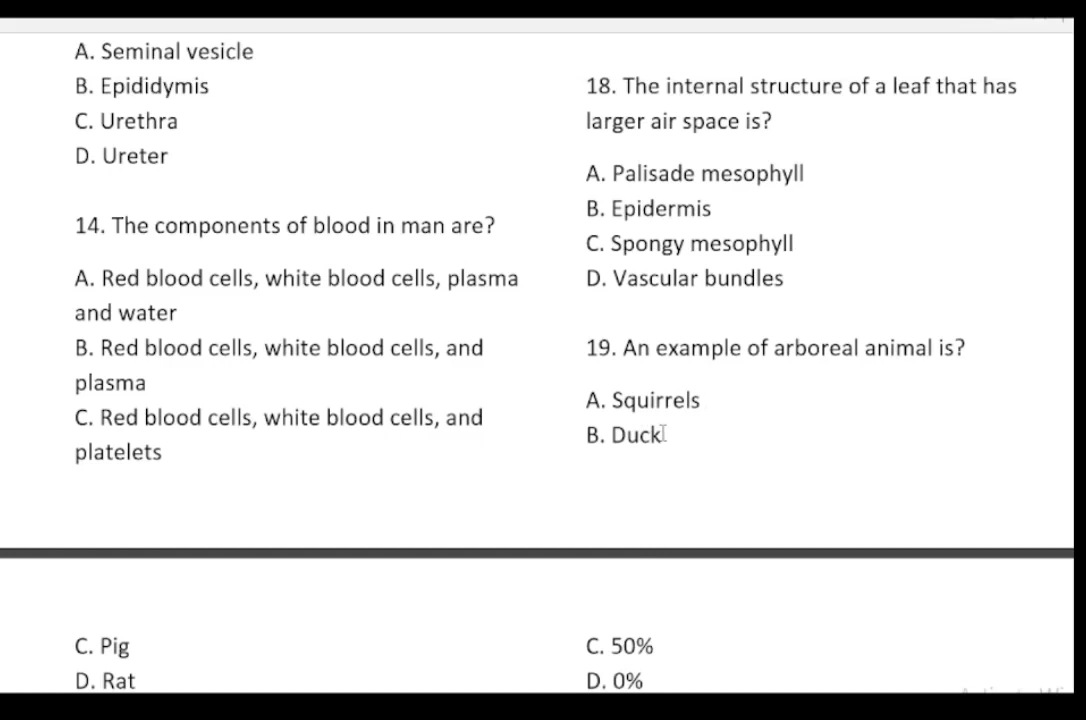 A. Seminal vesicle
B. Epididymis
C. Urethra
D. Ureter
14. The components of blood in man are?
A. Red blood cells, white blood cells, plasma
and water
B. Red blood cells, white blood cells, and
plasma
C. Red blood cells, white blood cells, and
platelets
18. The internal structure of a leaf that has
larger air space is?
A. Palisade mesophyll
B. Epidermis
C. Spongy mesophyll
D. Vascular bundles
19. An example of arboreal animal is?
A. Squirrels
B. Duck
C. Pig
D. Rat
C. 50%
D. 0%